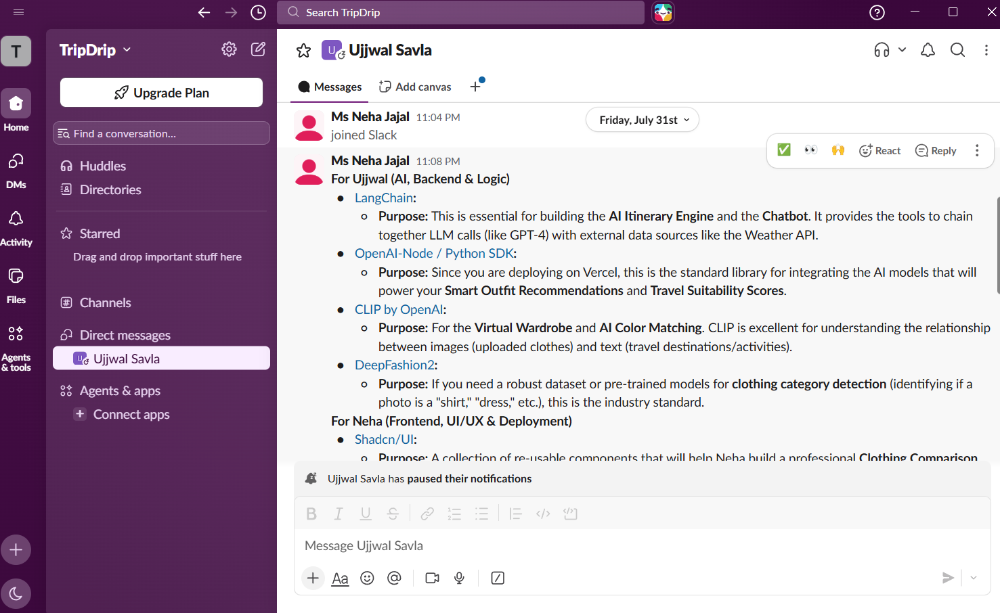 Search TripDrip
T
TripDrip
Upgrade Plan
Find a conversation...
Home
Huddles
DMs
Directories
Activity
Starred
Drag and drop important stuff here
Files
Channels
Agents
& tools
Direct messages
U Ujjwal Savla
Agents & apps
Connect apps
U Ujjwal Savla
Messages
Add canvas
Ms Neha Jajal 11:04 PM
Friday, July 31st
joined Slack
React
Reply
Ms Neha Jajal 11:08 PM
For Ujjwal (AI, Backend & Logic)
• LangChain:
Purpose: This is essential for building the AI Itinerary Engine and the Chatbot. It provides the tools to chain
together LLM calls (like GPT-4) with external data sources like the Weather API.
• OpenAI-Node / Python SDK:
Purpose: Since you are deploying on Vercel, this is the standard library for integrating the AI models that will
power your Smart Outfit Recommendations and Travel Suitability Scores.
• CLIP by OpenAI:
Purpose: For the Virtual Wardrobe and AI Color Matching. CLIP is excellent for understanding the relationship
between images (uploaded clothes) and text (travel destinations/activities).
• DeepFashion2:
Purpose: If you need a robust dataset or pre-trained models for clothing category detection (identifying if a
photo is a "shirt," "dress," etc.), this is the industry standard.
For Neha (Frontend, UI/UX & Deployment)
• Shadcn/UI:
Purpose: A collection of re-usable components that will help Neha build a professional Clothing Comparison
Ujjwal Savla has paused their notifications
B I U S
Message Ujjwal Savla
Aa